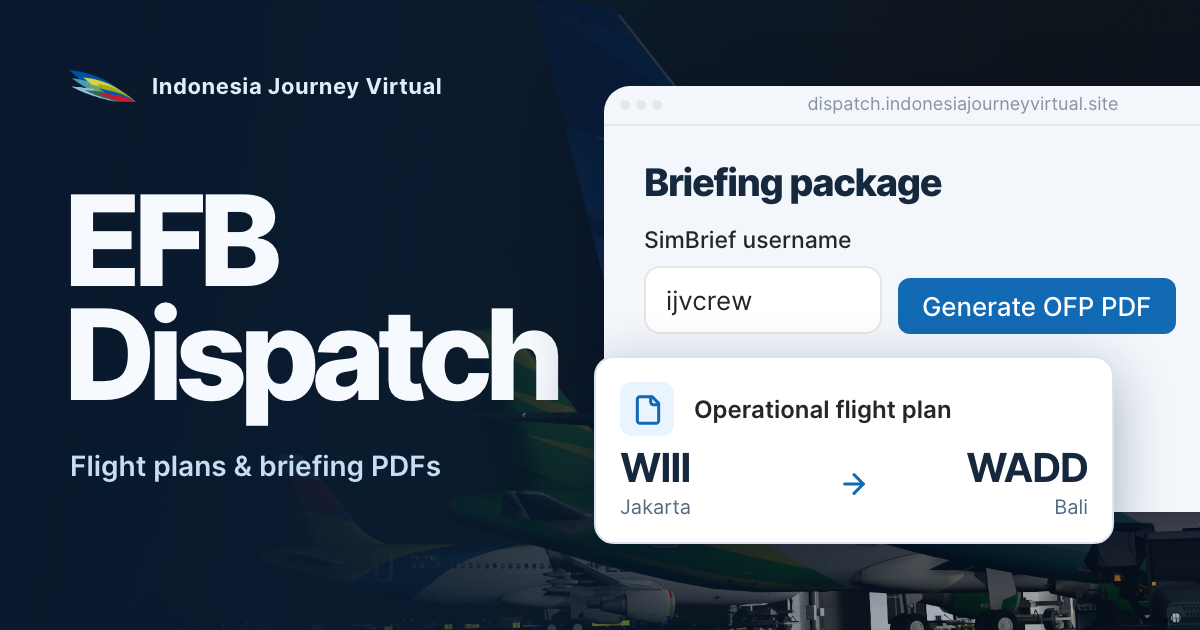 Indonesia Journey Virtual
EFB
Dispatch
Flight plans & briefing PDFs
dispatch.indonesiajourneyvirtual.site
Briefing package
SimBrief username
ijvcrew
Generate OFP PDF
Operational flight plan
WIII
WADD
Jakarta
Bali